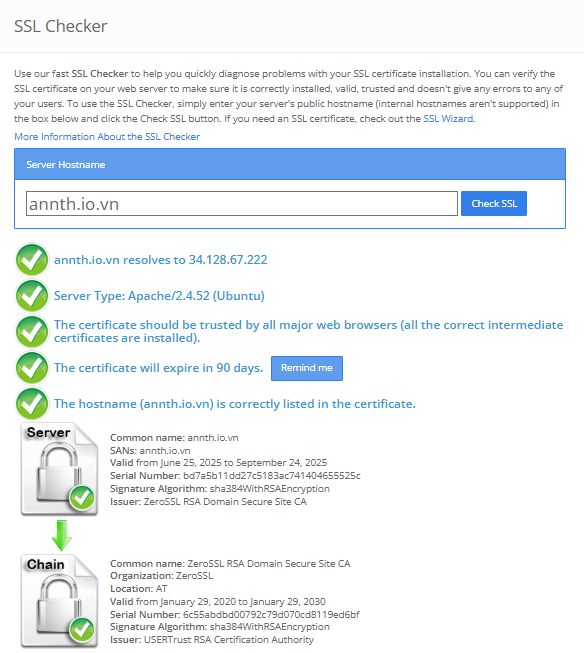 SSL Checker
Use our fast SSL Checker to help you quickly diagnose problems with your SSL certificate installation. You can verify the
SSL certificate on your web server to make sure it is correctly installed, valid, trusted and doesn't give any errors to any of
your users. To use the SSL Checker, simply enter your server's public hostname (internal hostnames aren't supported) in
the box below and click the Check SSL button. If you need an SSL certificate, check out the SSL Wizard.
More Information About the SSL Checker
Server Hostname
annth.io.vn
Check SSL
annth.io.vn resolves to 34.128.67.222
Server Type: Apache/2.4.52 (Ubuntu)
The certificate should be trusted by all major web browsers (all the correct intermediate
certificates are installed).
The certificate will expire in 90 days.
Remind me
The hostname (annth.io.vn) is correctly listed in the certificate.
Server
Common name: annth.io.vn
SANs: annth.io.vn
Valid from June 25, 2025 to September 24, 2025
Serial Number: bd7a5b11dd27c5183ac741404655525c
Signature Algorithm: sha384WithRSAEncryption
Issuer: ZeroSSL RSA Domain Secure Site CA
Chain
Common name: ZeroSSL RSA Domain Secure Site CA
Organization: ZeroSSL
Location: AT
Valid from January 29, 2020 to January 29, 2030
Serial Number: 6c55abdbd00792c79d070cd8119ed6bf
Signature Algorithm: sha384WithRSAEncryption
Issuer: USERTrust RSA Certification Authority